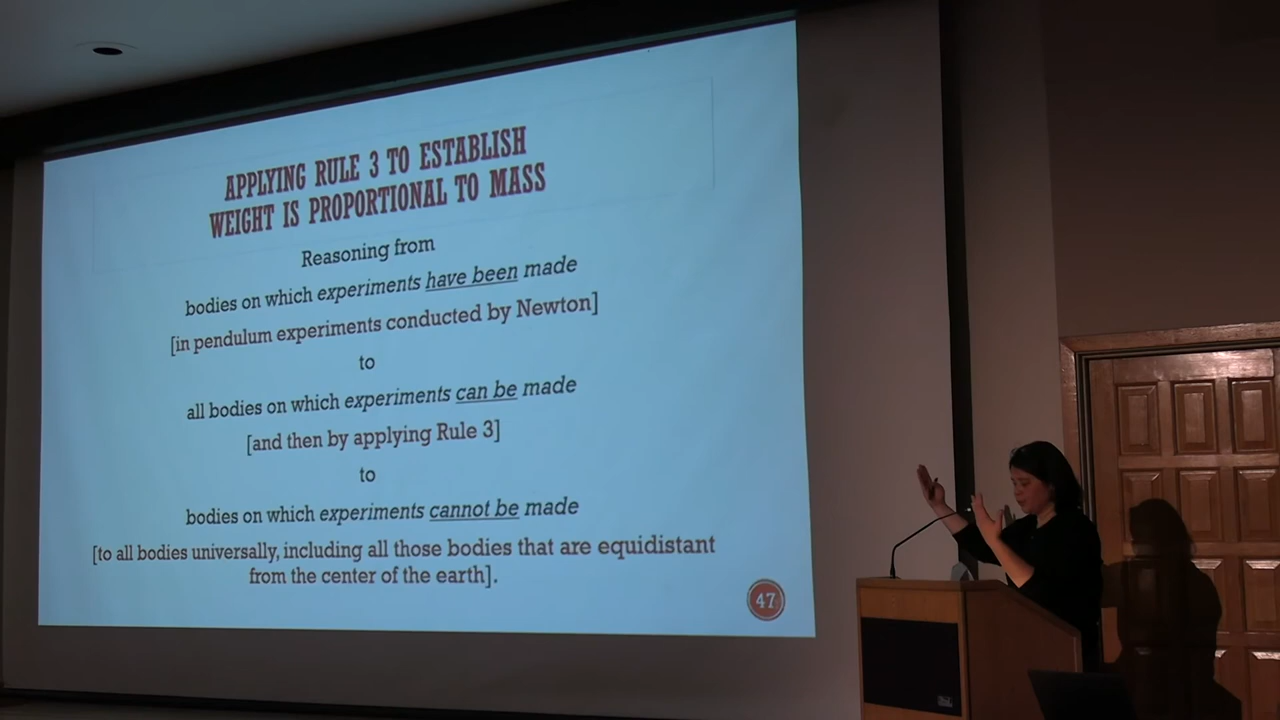 APPLYING RULE 3 TO ESTABLISH
WEIGHT IS PROPORTIONAL TO MASS
Reasoning from
bodies on which experiments have been made
[in pendulum experiments conducted by Newton]
to
all bodies on which experiments can be made
[and then by applying Rule 3]
to
bodies on which experiments cannot be made
[to all bodies universally, including all those bodies that are equidistant
from the center of the earth].
47